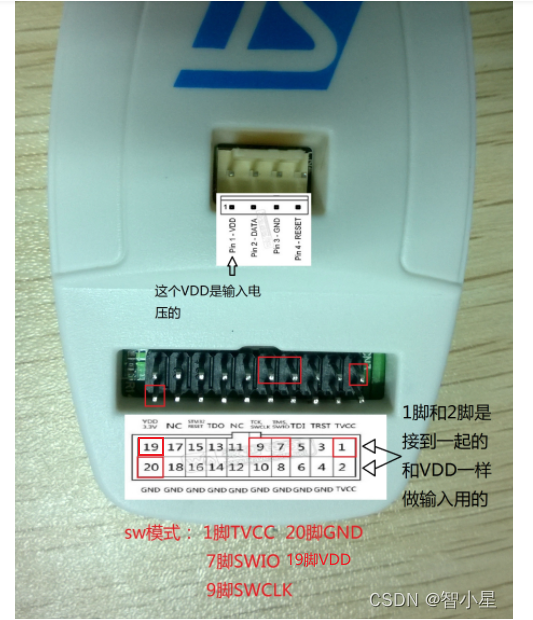 1
Pin 1 - VDD
Pin 2 - DATA
Pin 3 - GND
Pin 4 - RESET
这个VDD是输入电
压的
VDD 3.3V NC RESET TDO NC TCK, SWCLK TMS, SWIO TDI TRST TVCC
19 17 15 13 11 9 7 5 3 1
20 18 16 14 12 10 8 6 4 2
GND GND GND GND GND GND GND GND GND TVCC
1脚和2脚是
接到一起的
和VDD一样
做输入用的
sw模式： 1脚TVCC 20脚GND
7脚SWIO 19脚VDD
9脚SWCLK
CSDN @智小星